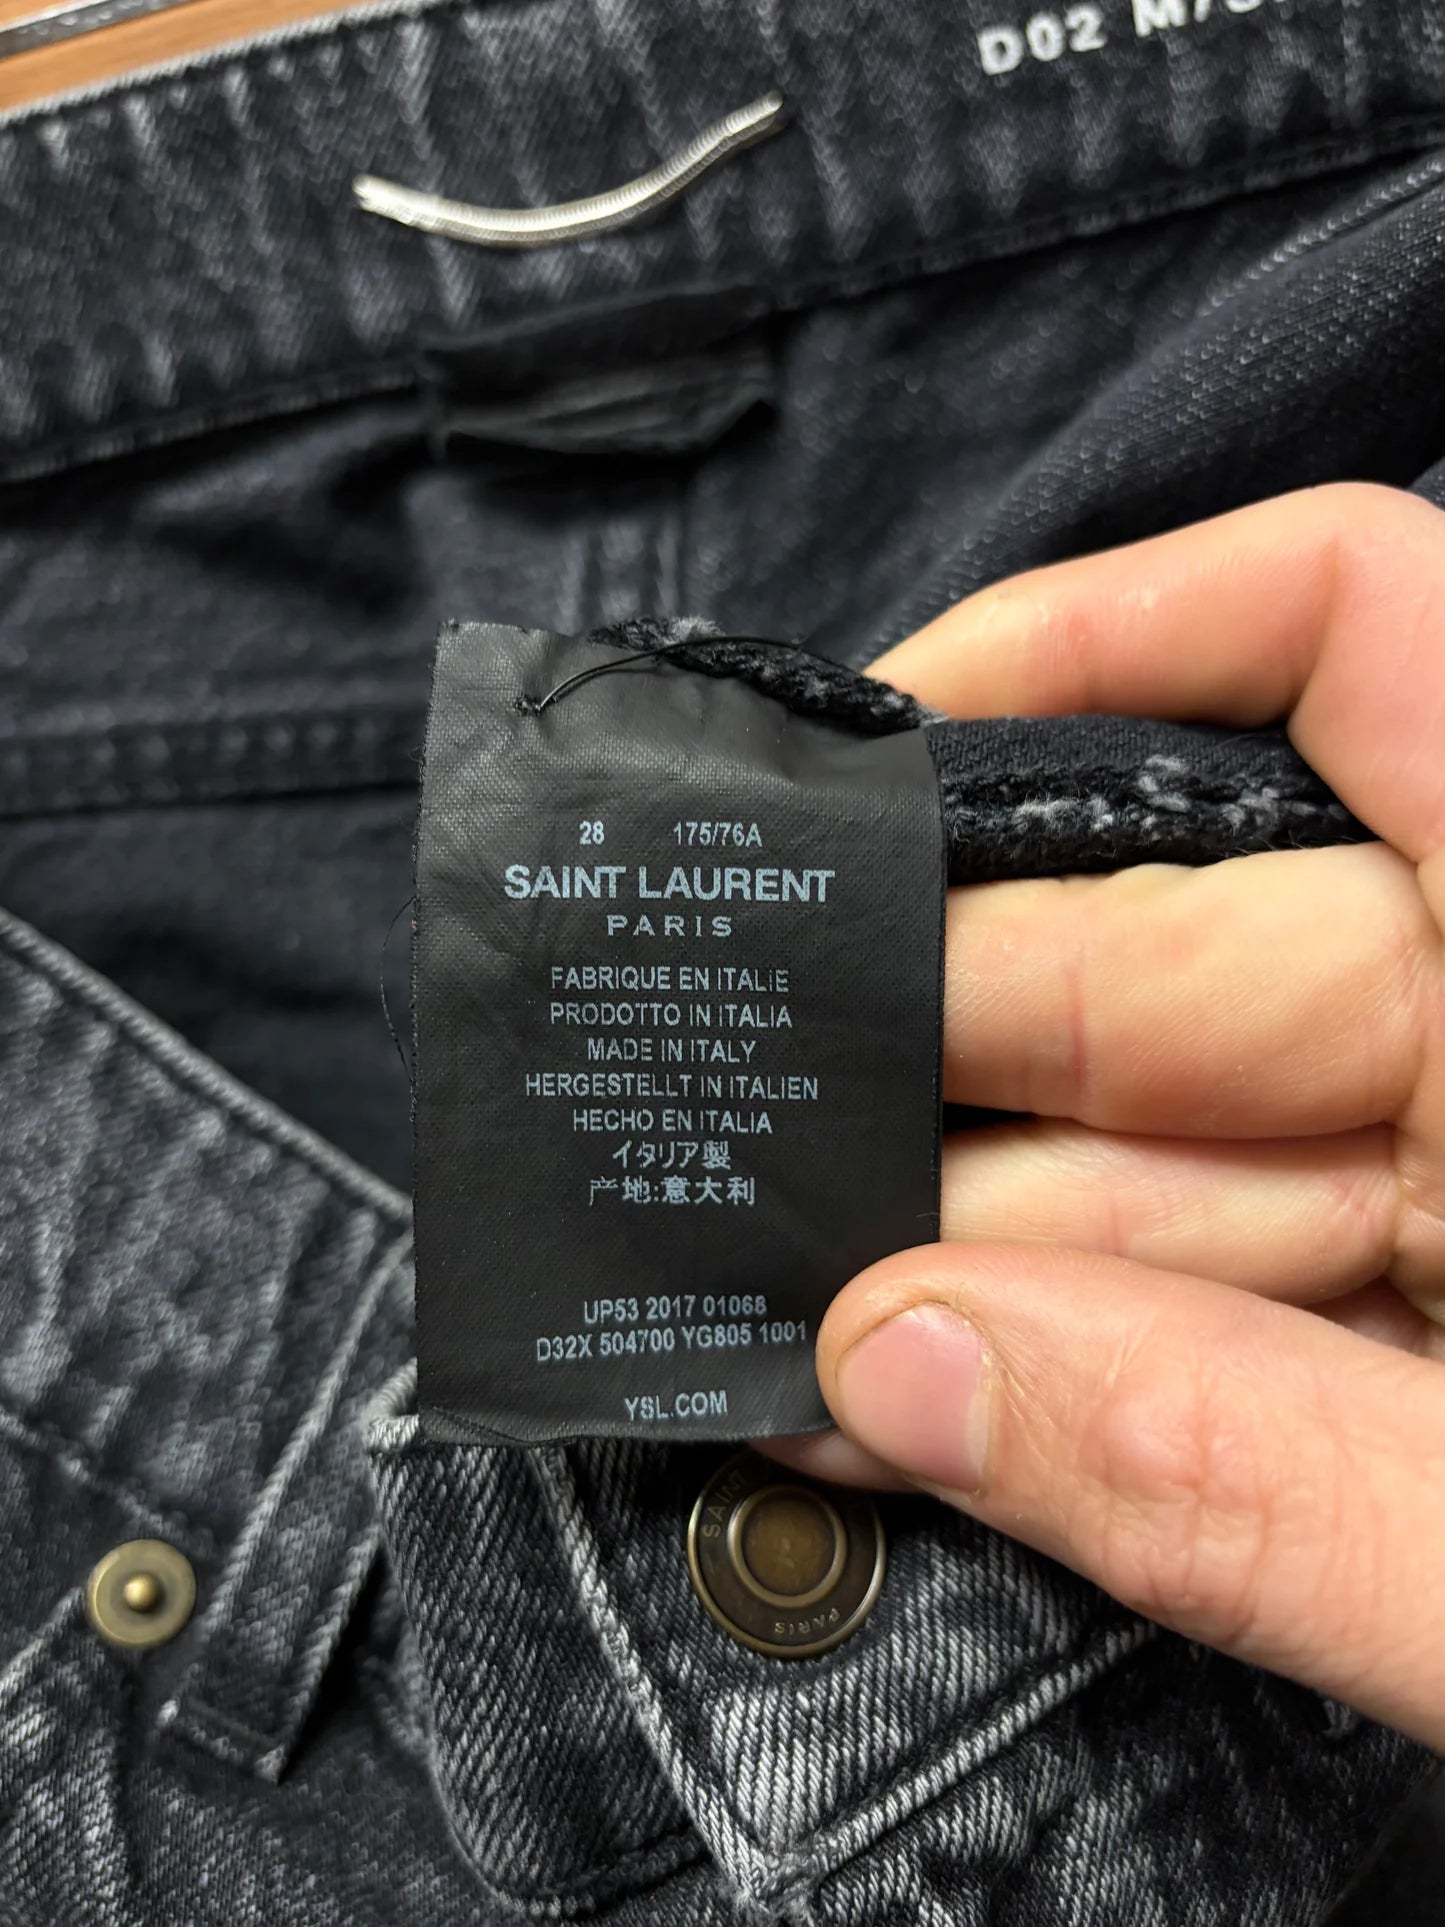 D02
28 175/76A
SAINT LAURENT
PARIS
FABRIQUE EN ITALIE
PRODOTTO IN ITALIA
MADE IN ITALY
HERGESTELLT IN ITALIEN
HECHO EN ITALIA
イタリア製
产地:意大利
UP53 2017 01068
D32X 504700 YG805 1001
YSL.COM
SAINT
PARIS